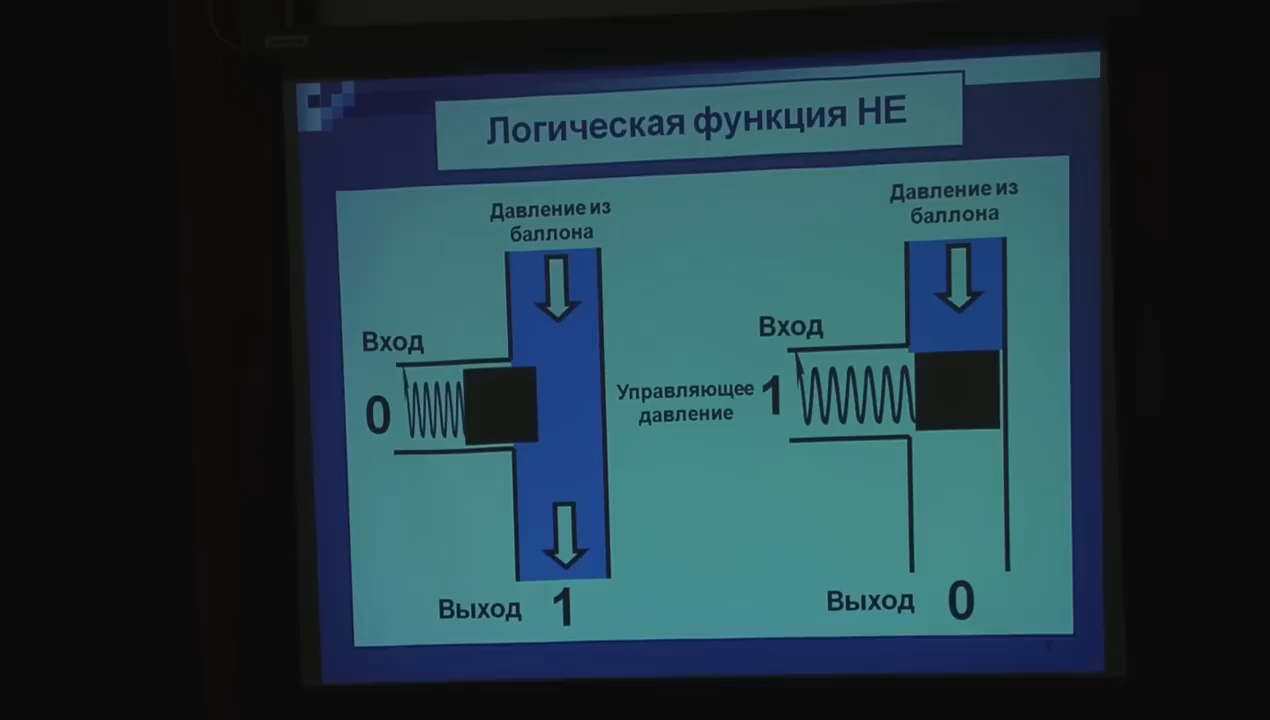 Логическая функция НЕ
Давление из
баллона
Вход
0
Выход 1
Управляющее
давление
Давление из
баллона
Вход
1
Выход 0